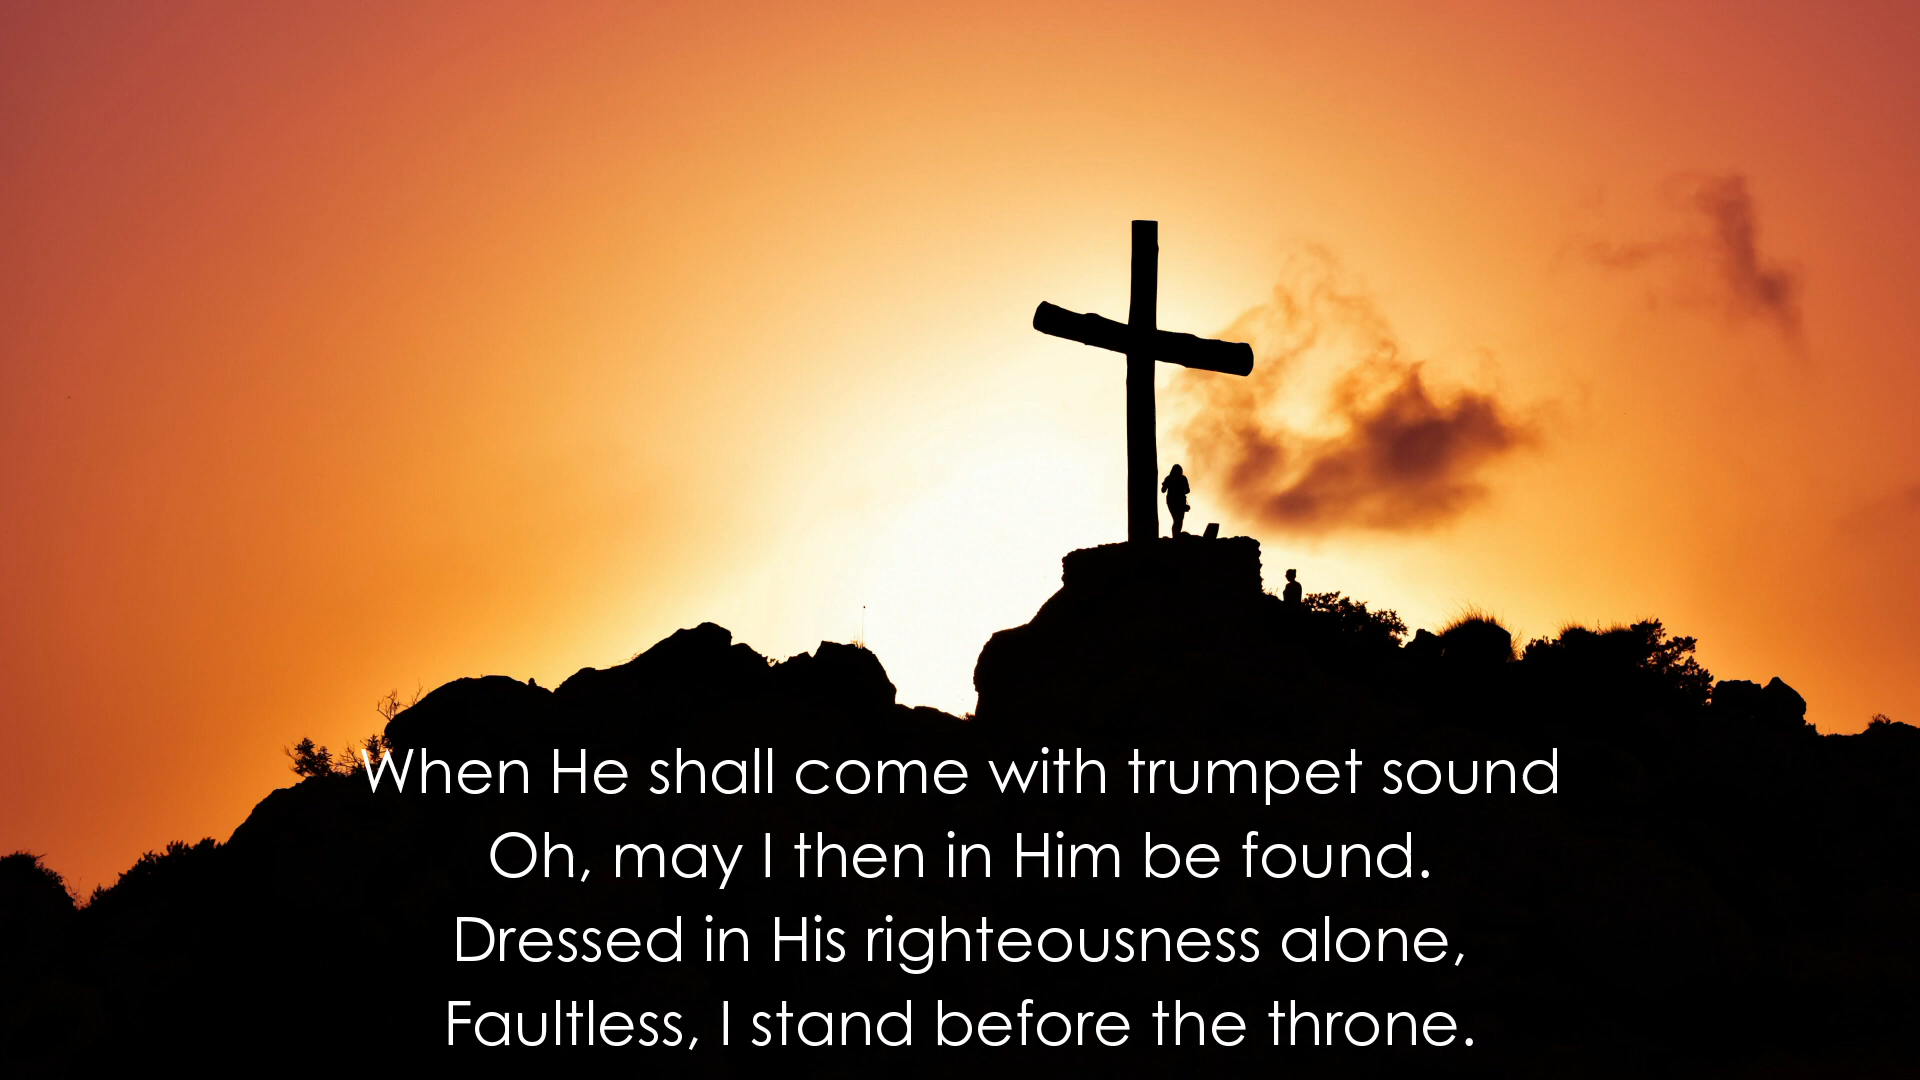 When He shall come with trumpet sound
Oh, may I then in Him be found.
Dressed in His righteousness alone,
Faultless, I stand before the throne.